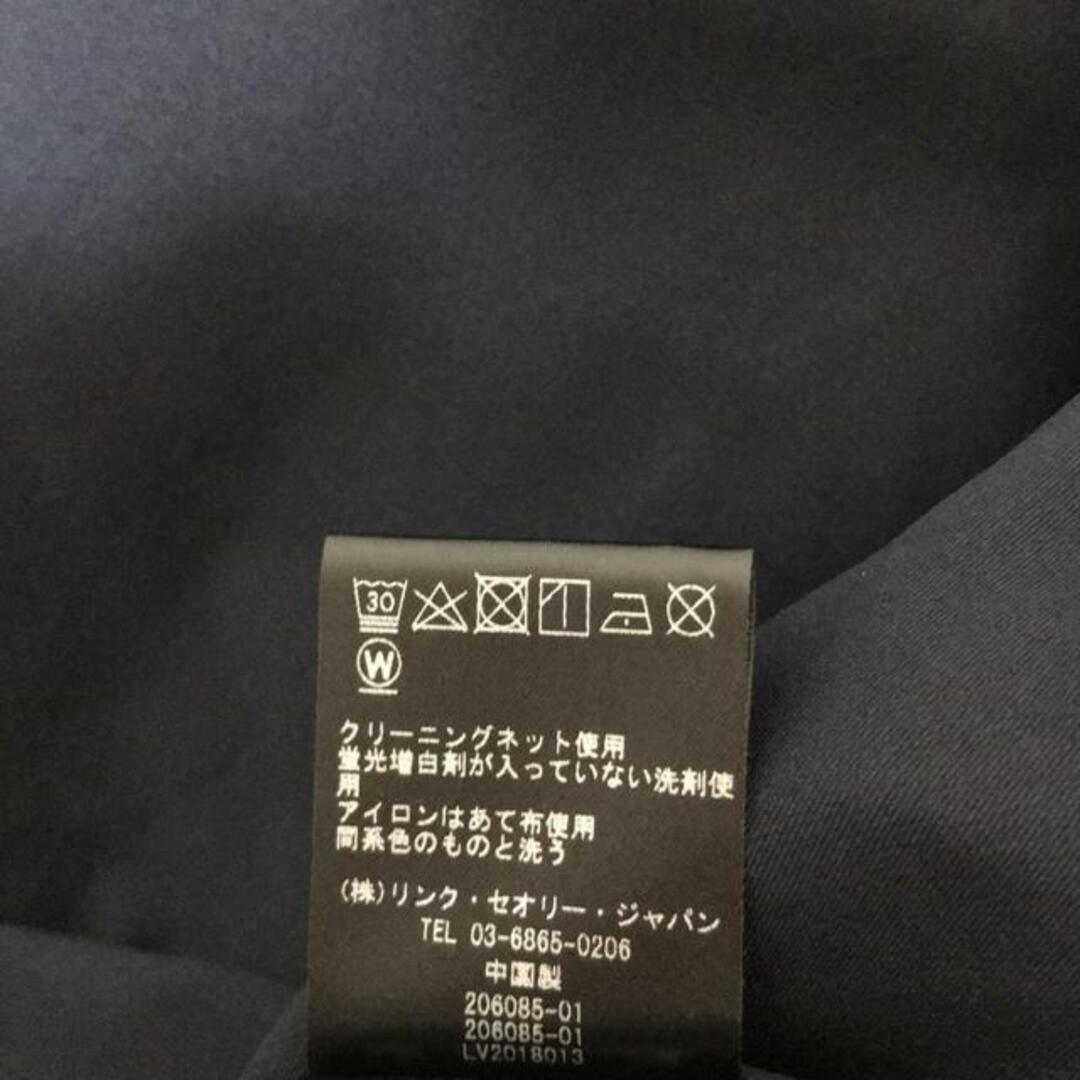 30
W
クリーニングネット使用
蛍光増白剤が入っていない洗剤使
用
アイロンはあて布使用
同系色のものと洗う
(株)リンク・セオリー・ジャパン
TEL 03-6865-0206
中国製
206085-01
206085-01
LV2018013